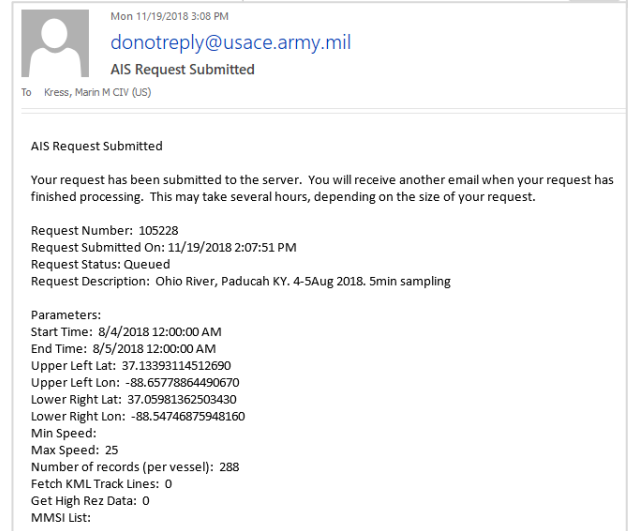 Mon 11/19/2018 3:08 PM
donotreply@usace.army.mil
AIS Request Submitted
To Kress, Marin M CIV (US)
AIS Request Submitted
Your request has been submitted to the server. You will receive another email when your request has
finished processing. This may take several hours, depending on the size of your request.
Request Number: 105228
Request Submitted On: 11/19/2018 2:07:51 PM
Request Status: Queued
Request Description: Ohio River, Paducah KY. 4-5Aug 2018. 5min sampling
Parameters:
Start Time: 8/4/2018 12:00:00 AM
End Time: 8/5/2018 12:00:00 AM
Upper Left Lat: 37.13393114512690
Upper Left Lon: -88.65778864490670
Lower Right Lat: 37.05981362503430
Lower Right Lon: -88.54746875948160
Min Speed:
Max Speed: 25
Number of records (per vessel): 288
Fetch KML Track Lines: 0
Get High Rez Data: 0
MMSI List: